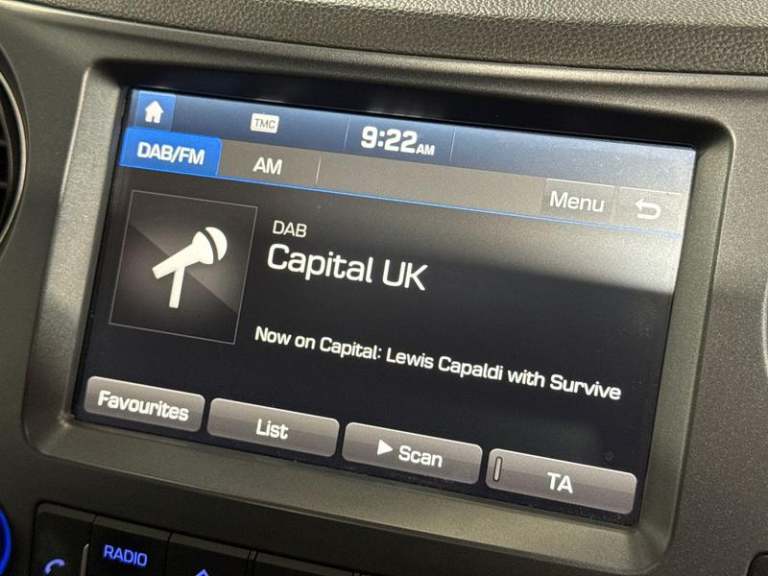 TMC
9:22AM
DAB/FM
AM
Menu
DAB
Capital UK
Now on Capital: Lewis Capaldi with Survive
Favourites
List
Scan
TA
RADIO